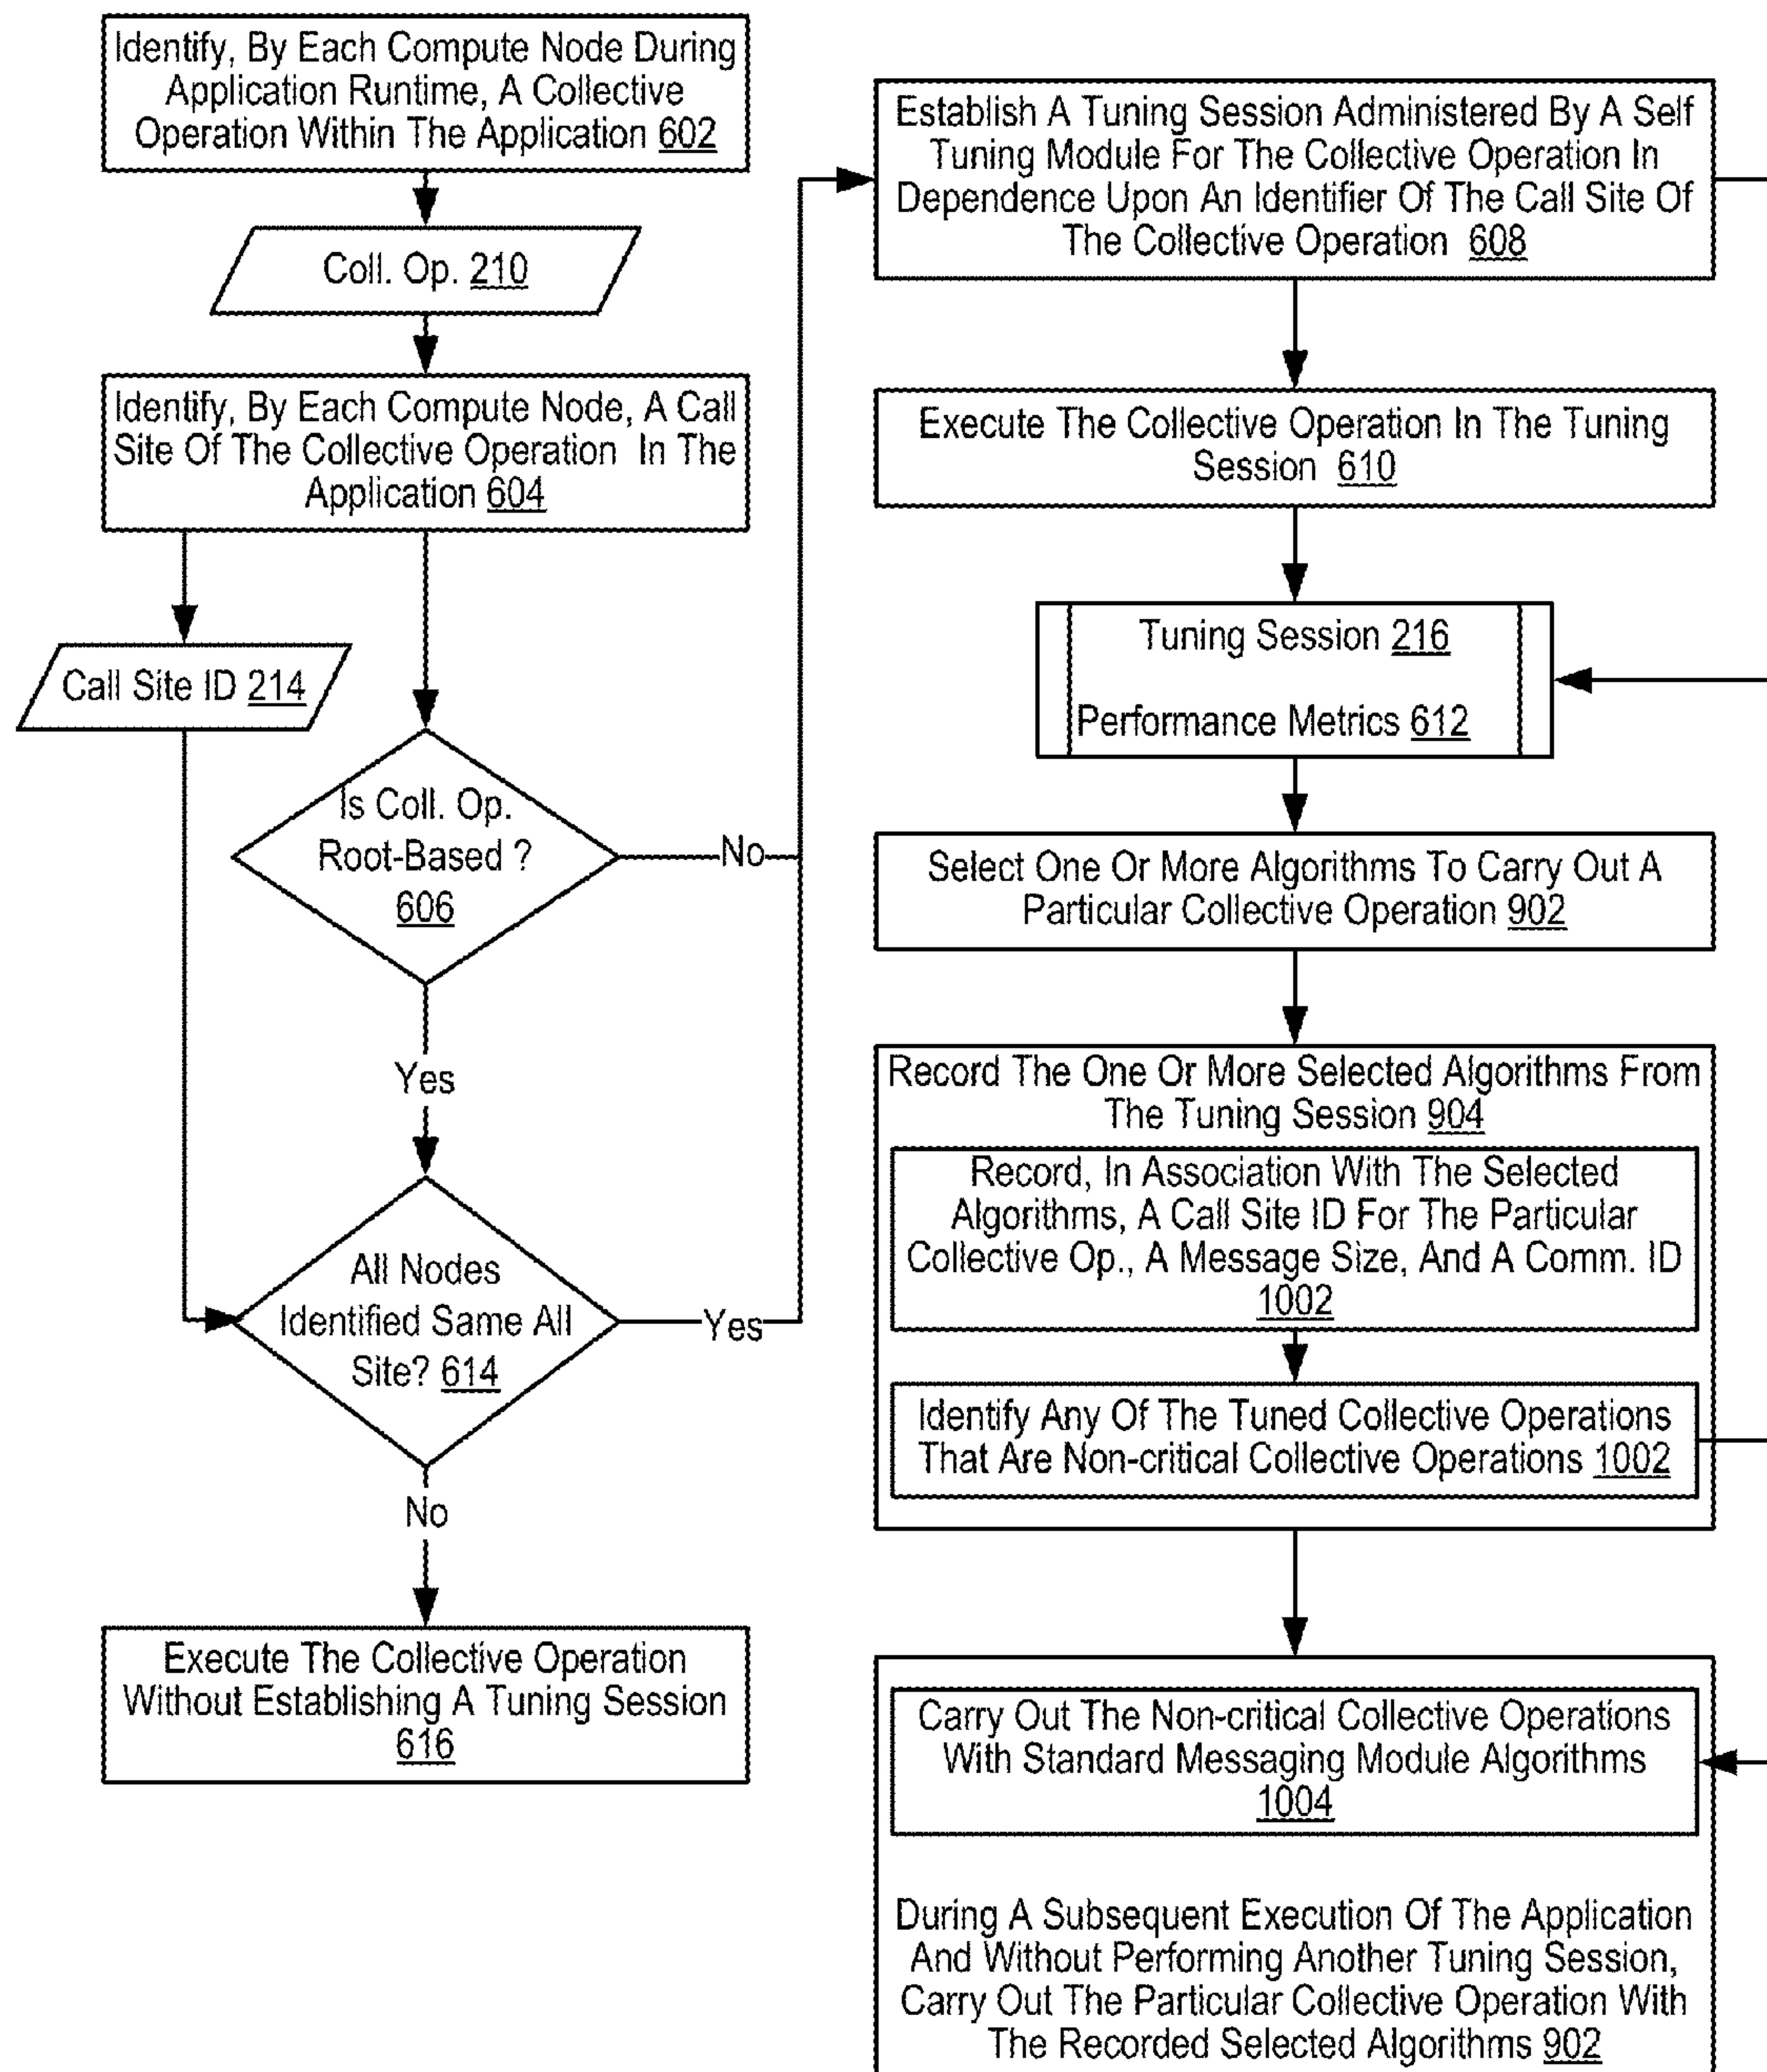 Identify, By Each Compute Node During
Application Runtime, A Collective
Operation Within The Application 602
Coll. Op. 210
Identify, By Each Compute Node, A Call
Site Of The Collective Operation In The
Application 604
Call Site ID 214
Is Coll. Op.
Root-Based ?
606
No
Yes
All Nodes
Identified Same All
Site? 614
Yes
No
Execute The Collective Operation
Without Establishing A Tuning Session
616
Establish A Tuning Session Administered By A Self
Tuning Module For The Collective Operation In
Dependence Upon An Identifier Of The Call Site Of
The Collective Operation 608
Execute The Collective Operation In The Tuning
Session 610
Tuning Session 216
Performance Metrics 612
Select One Or More Algorithms To Carry Out A
Particular Collective Operation 902
Record The One Or More Selected Algorithms From
The Tuning Session 904
Record, In Association With The Selected
Algorithms, A Call Site ID For The Particular
Collective Op., A Message Size, And A Comm. ID
1002
Identify Any Of The Tuned Collective Operations
That Are Non-critical Collective Operations 1002
Carry Out The Non-critical Collective Operations
With Standard Messaging Module Algorithms
1004
During A Subsequent Execution Of The Application
And Without Performing Another Tuning Session,
Carry Out The Particular Collective Operation With
The Recorded Selected Algorithms 902